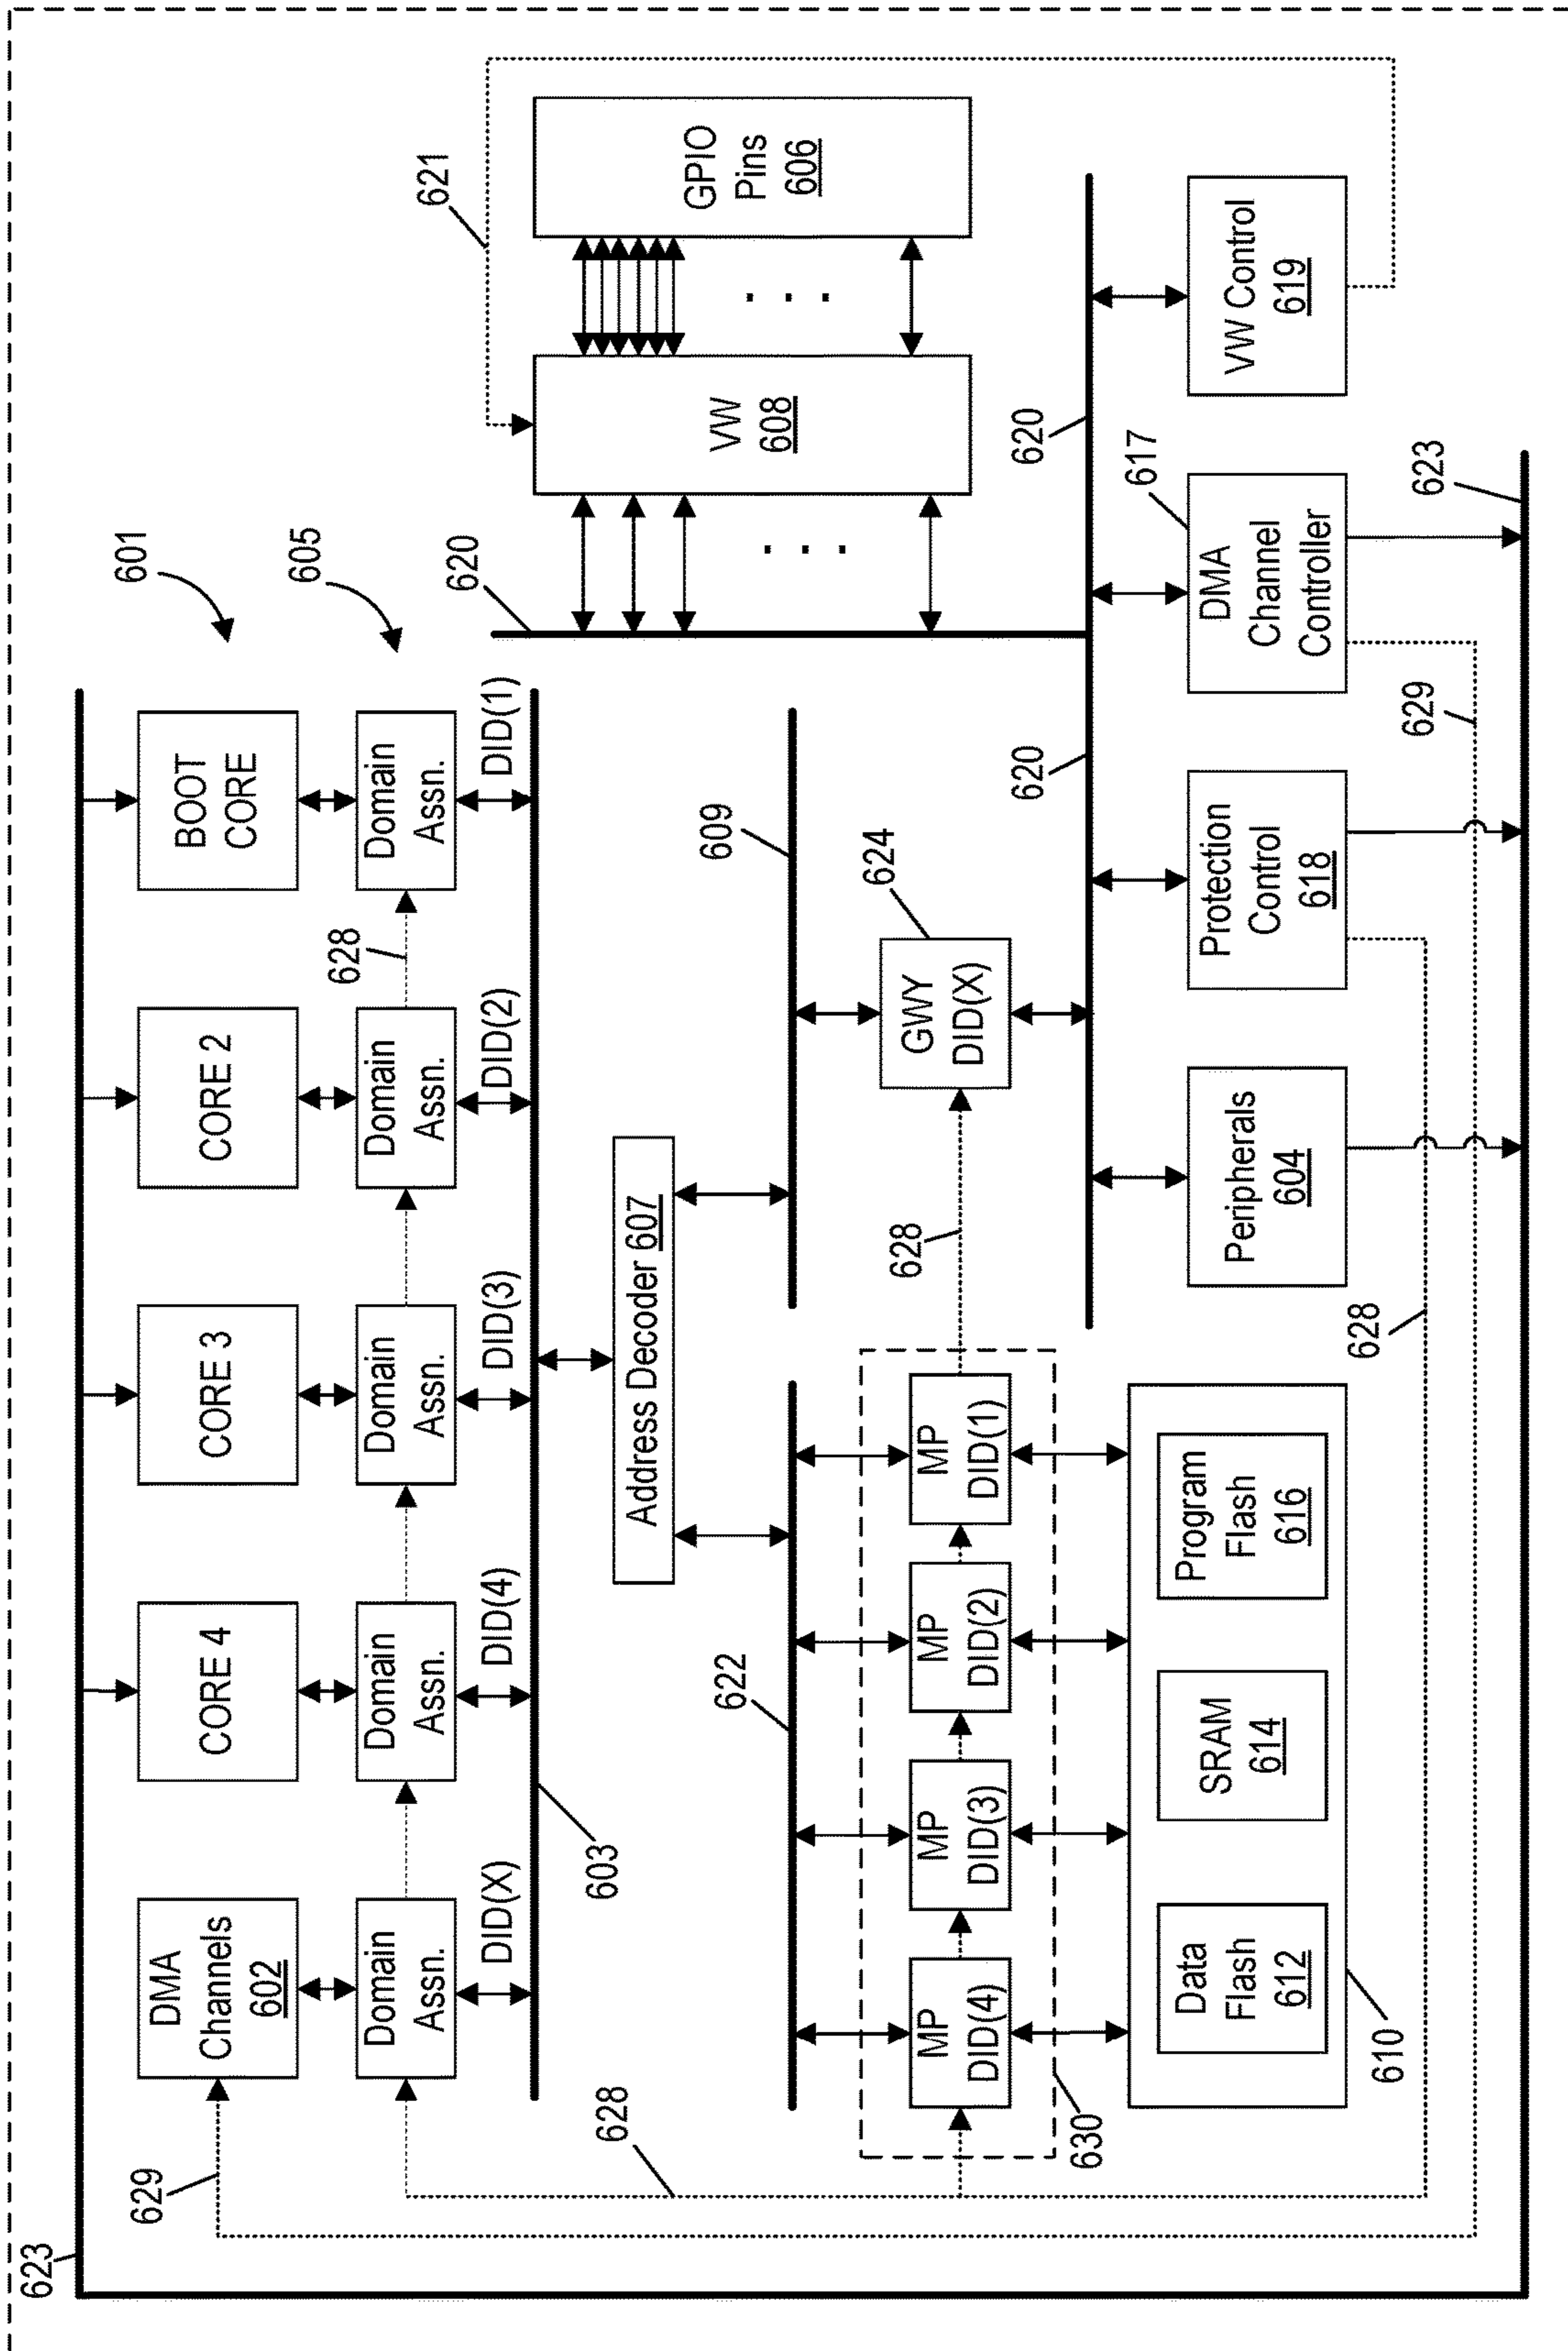 623
629
DMA
Channels
602
CORE 4
CORE 3
CORE 2
BOOT
CORE
601
Domain
Assn.
Domain
Assn.
Domain
Assn.
Domain
Assn.
628
Domain
Assn.
605
DID(X)
DID(4)
DID(3)
DID(2)
DID(1)
603
620
621
VW
608
GPIO
Pins
606
. . .
. . .
Address Decoder 607
628
622
609
MP
DID(4)
MP
DID(3)
MP
DID(2)
MP
DID(1)
628
GWY
DID(X)
624
620
620
630
610
Data
Flash
612
SRAM
614
Program
Flash
616
Peripherals
604
Protection
Control
618
DMA
Channel
Controller
617
VW Control
619
628
629
623